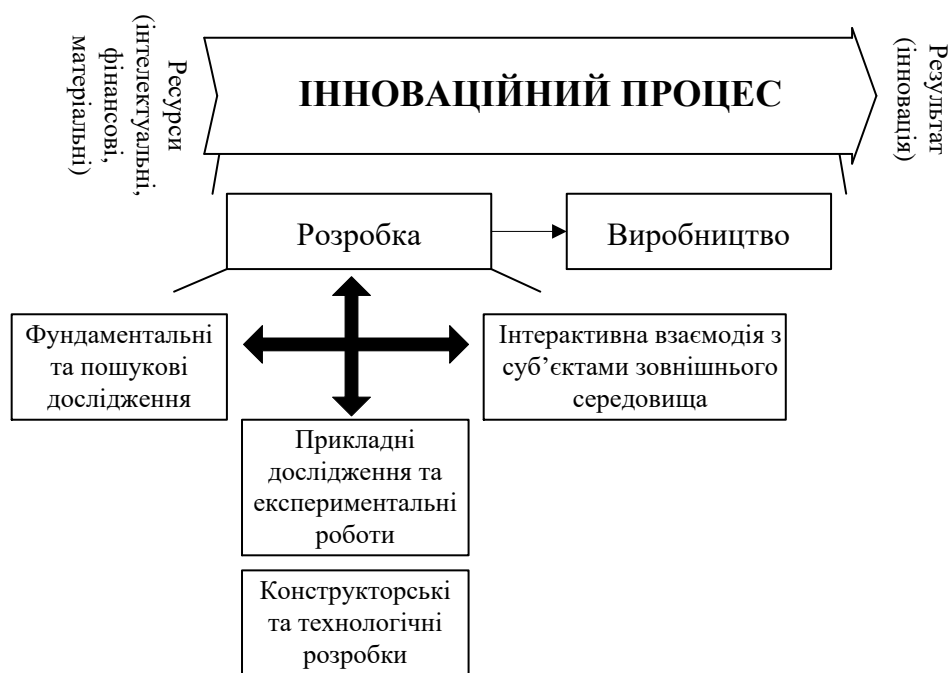 Ресурси
(інтелектуальні,
фінансові,
матеріальні)
ІННОВАЦІЙНИЙ ПРОЦЕС
Результат
(інновація)
Розробка
Виробництво
Фундаментальні
та пошукові
дослідження
Інтерактивна взаємодія з
суб’єктами зовнішнього
середовища
Прикладні
дослідження та
експериментальні
роботи
Конструкторські
та технологічні
розробки